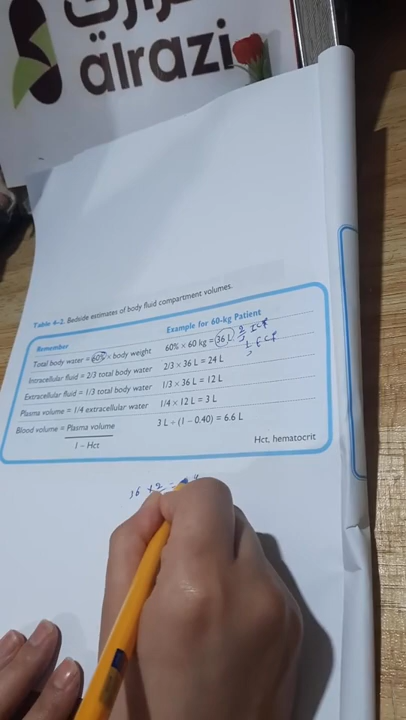 alrazi
Table 4-2. Bedside estimates of body fluid compartment volumes.
Remember
Example for 60-kg Patient
Total body water = 60% × body weight
60% × 60 kg = 36 L
2/3 ICF
Intracellular fluid = 2/3 total body water
2/3 × 36 L = 24 L
Extracellular fluid = 1/3 total body water
1/3 × 36 L = 12 L
Plasma volume = 1/4 extracellular water
1/4 × 12 L = 3 L
Blood volume = Plasma volume
1 – Hct
3 L ÷ (1 – 0.40) = 6.6 L
Hct, hematocrit